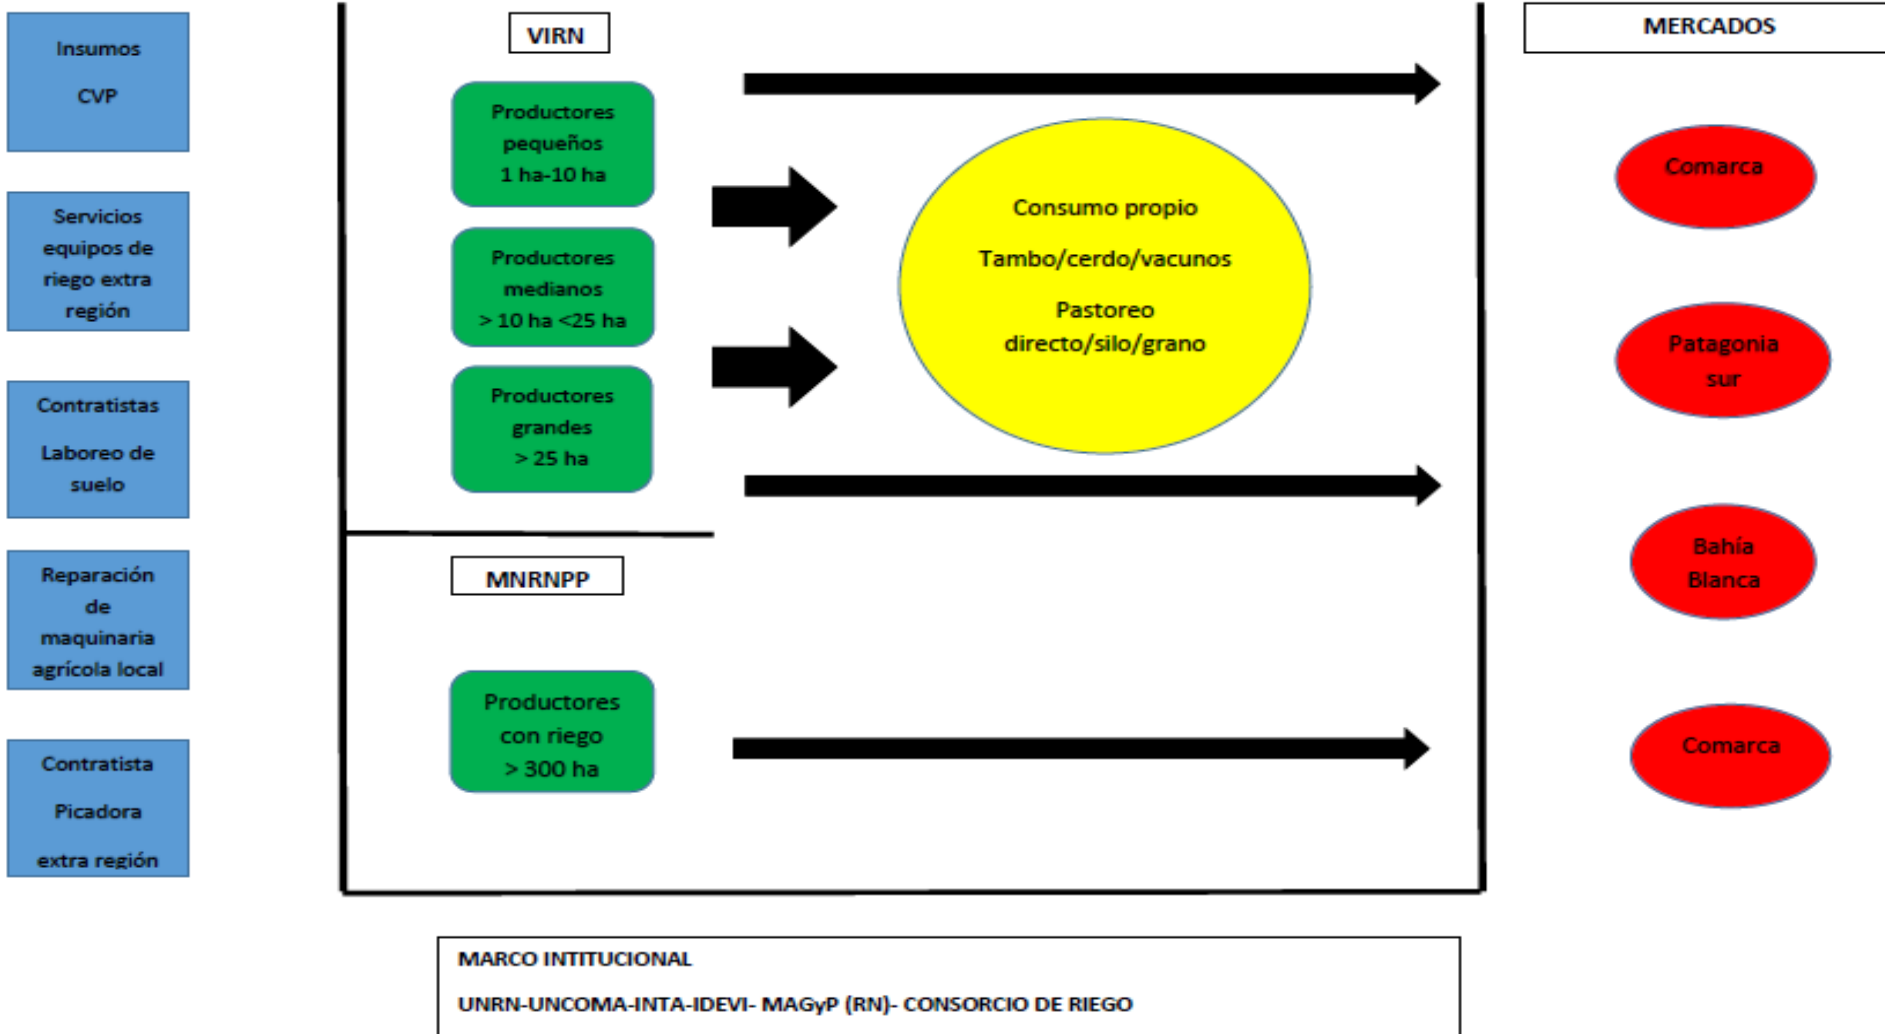 Insumos
CVP
Servicios
equipos de
riego extra
región
Contratistas
Laboreo de
suelo
Reparación
de
maquinaria
agrícola local
Contratista
Picadora
extra región
VIRN
Productores
pequeños
1 ha-10 ha
Productores
medianos
> 10 ha <25 ha
Productores
grandes
> 25 ha
MNRNPP
Productores
con riego
> 300 ha
Consumo propio
Tambo/cerdo/vacunos
Pastoreo
directo/silo/grano
MERCADOS
Comarca
Patagonia
sur
Bahía
Blanca
Comarca
MARCO INTITUCIONAL
UNRN-UNCOMA-INTA-IDEVI- MAGyP (RN)- CONSORCIO DE RIEGO